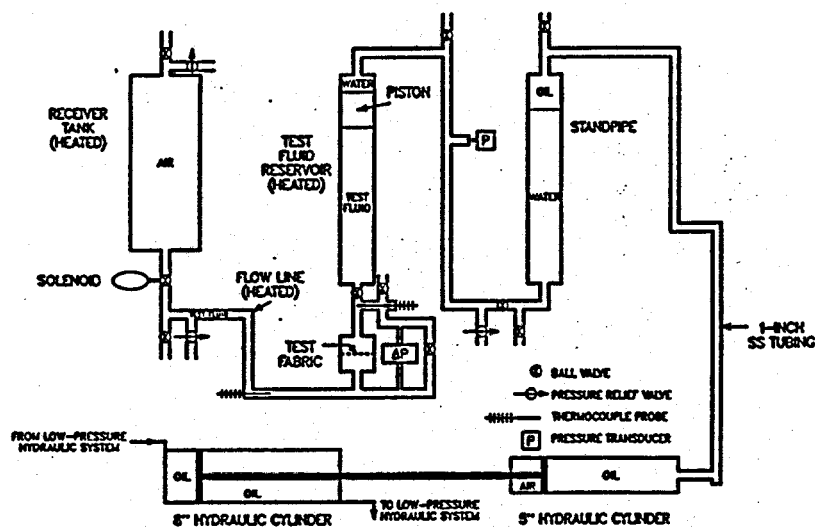 RECEIVER
TANK
(HEATED)
AIR
SOLENOID
FLOW LINE
(HEATED)
TEST FLUID
WATER
PISTON
TEST
FLUID
RESERVOIR
(HEATED)
TEST
FLUID
TEST
FABRIC
ΔP
P
OIL
STANDPIPE
WATER
1-INCH
SS TUBING
BALL VALVE
PRESSURE RELIEF VALVE
THERMOCOUPLE PROBE
P PRESSURE TRANSDUCER
FROM LOW-PRESSURE
HYDRAULIC SYSTEM
OIL
OIL
8" HYDRAULIC CYLINDER
TO LOW-PRESSURE
HYDRAULIC SYSTEM
AIR
OIL
5" HYDRAULIC CYLINDER